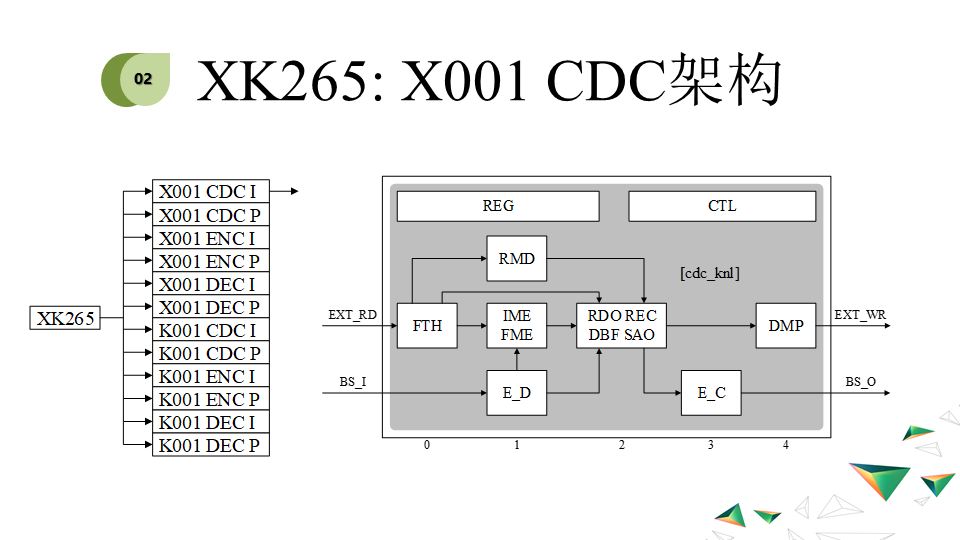 02
XK265: X001 CDC架构
XK265
X001 CDC I
X001 CDC P
X001 ENC I
X001 ENC P
X001 DEC I
X001 DEC P
K001 CDC I
K001 CDC P
K001 ENC I
K001 ENC P
K001 DEC I
K001 DEC P
REG
CTL
RMD
[cdc_knl]
EXT_RD
FTH
IME
FME
RDO REC
DBF SAO
DMP
EXT_WR
BS_I
E_D
E_C
BS_O
0
1
2
3
4